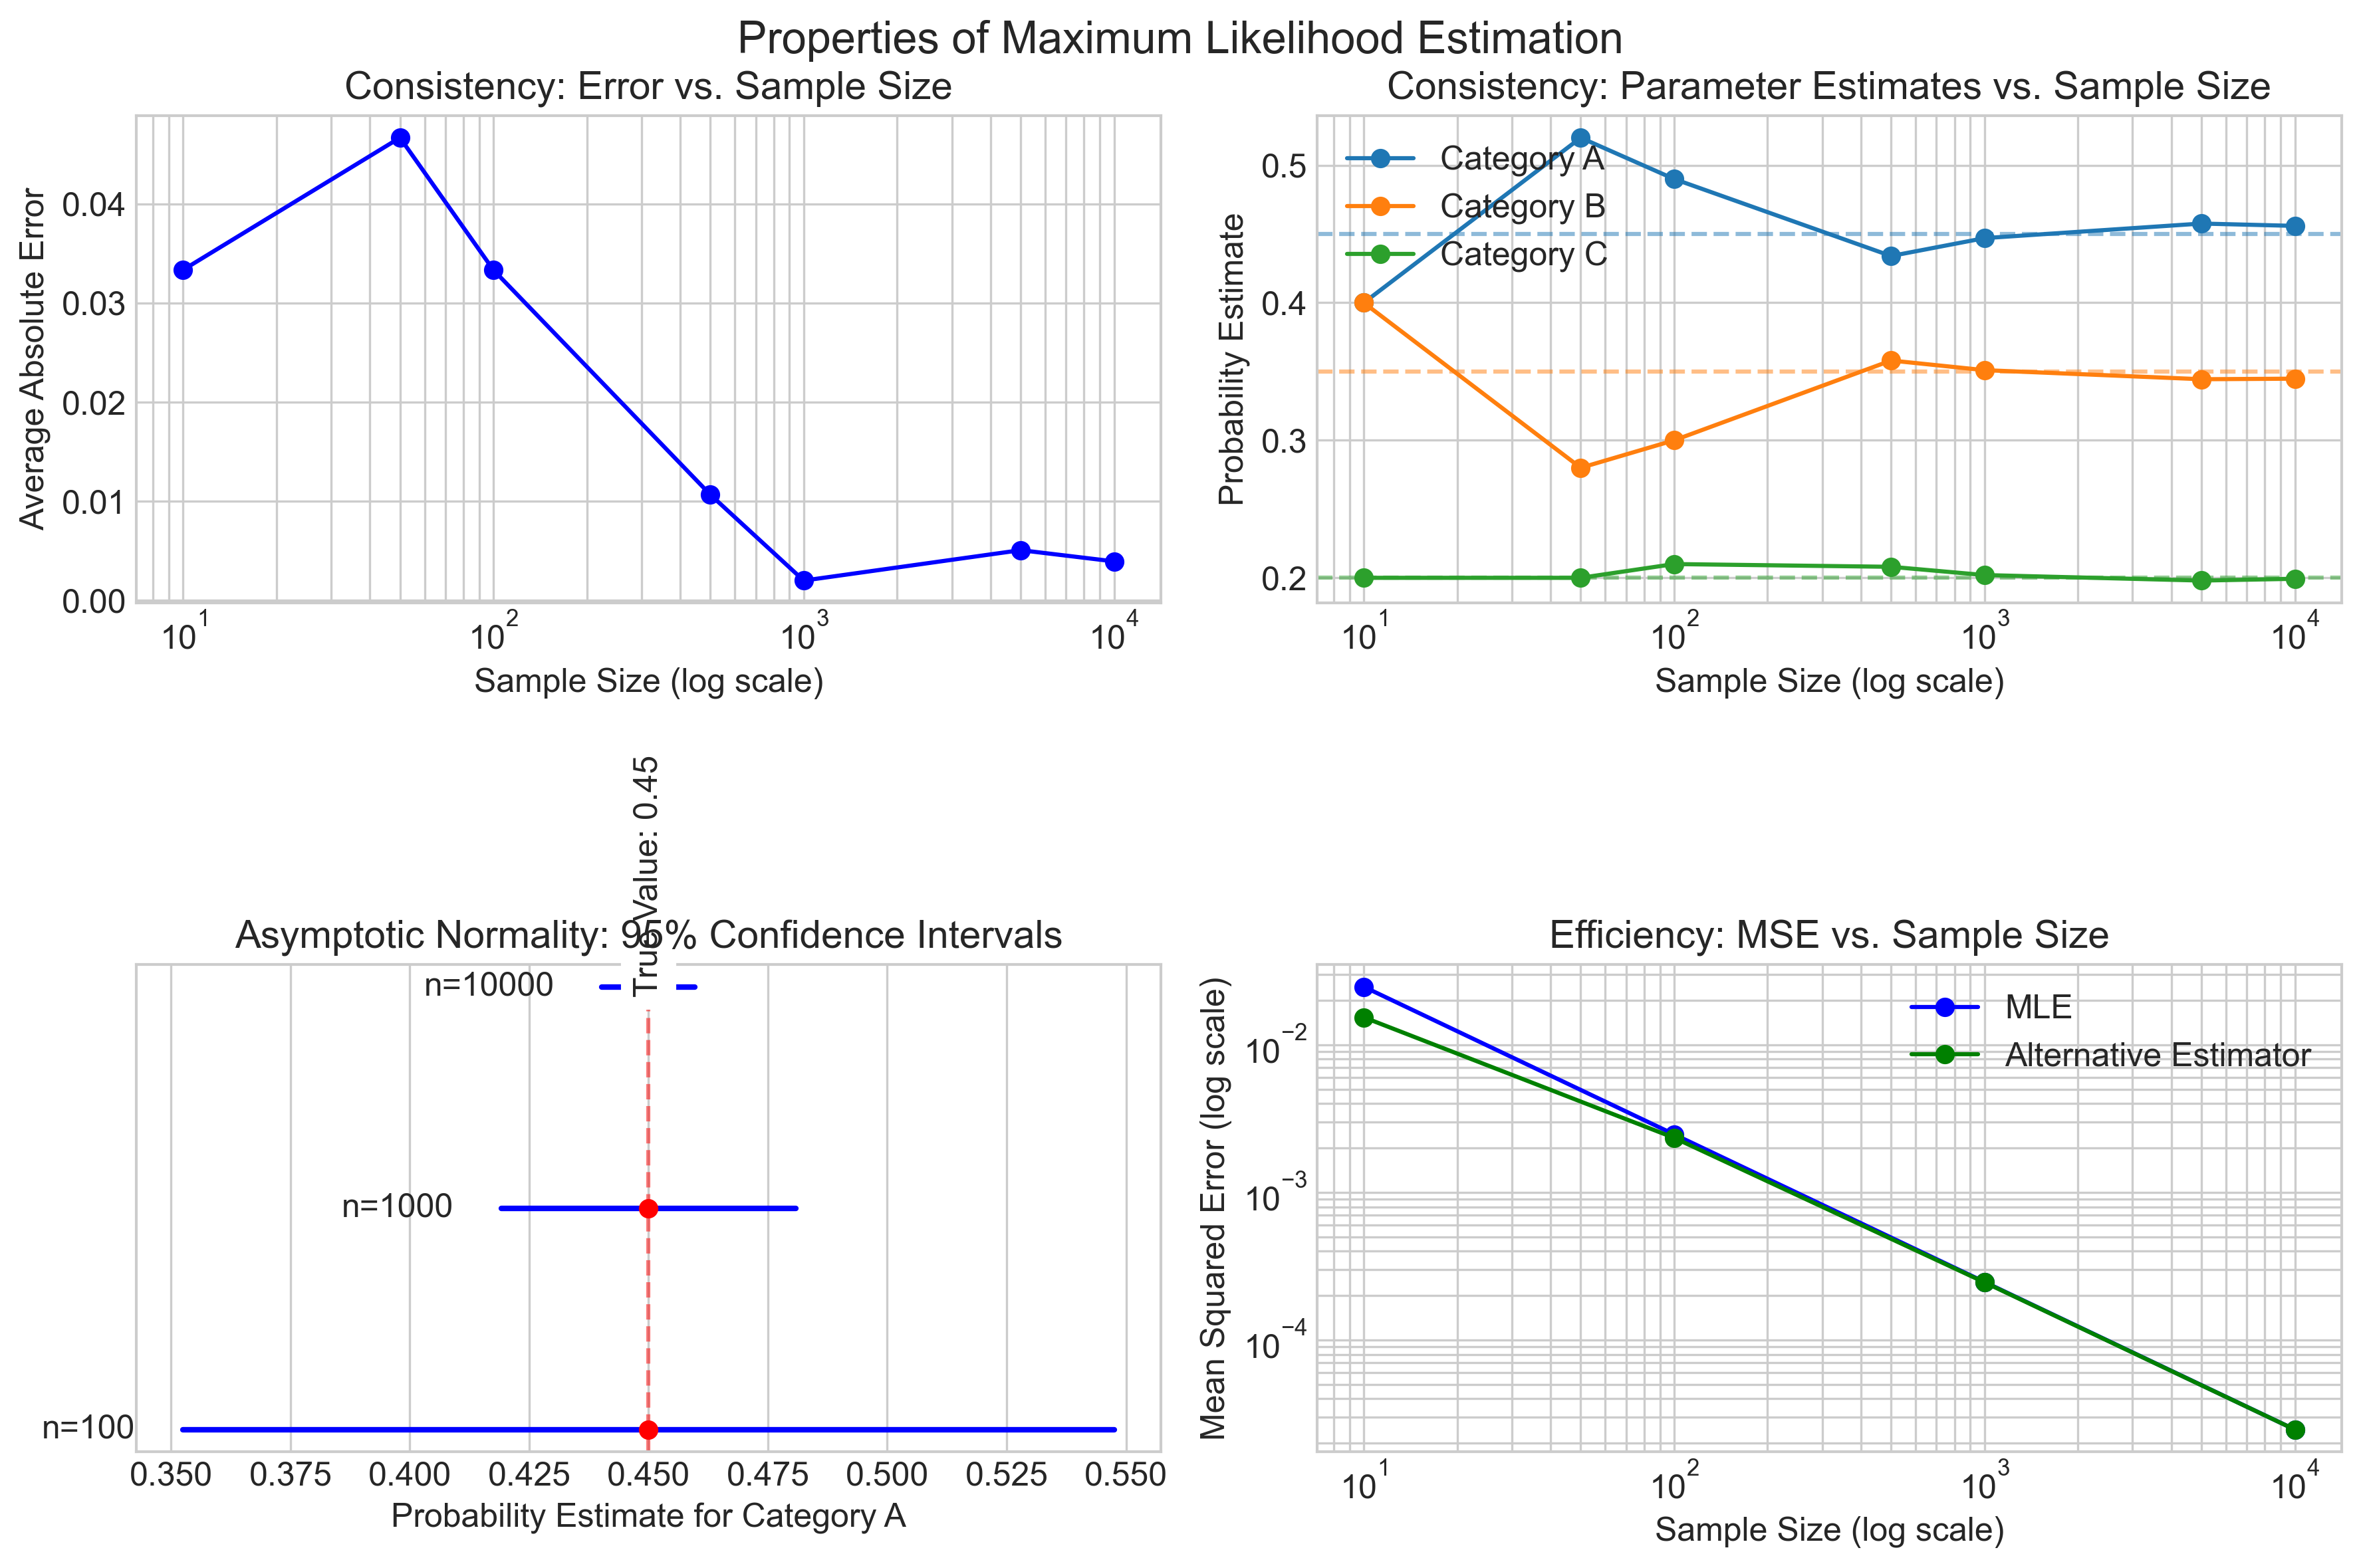 Properties of Maximum Likelihood Estimation
Consistency: Error vs. Sample Size
Average Absolute Error
0.04
0.03
0.02
0.01
0.00
10^1
10^2
10^3
10^4
Sample Size (log scale)
Consistency: Parameter Estimates vs. Sample Size
Probability Estimate
0.5
0.4
0.3
0.2
Category A
Category B
Category C
10^1
10^2
10^3
10^4
Sample Size (log scale)
Asymptotic Normality: 95% Confidence Intervals
True Value: 0.45
n=10000
n=1000
n=100
0.350
0.375
0.400
0.425
0.450
0.475
0.500
0.525
0.550
Probability Estimate for Category A
Efficiency: MSE vs. Sample Size
Mean Squared Error (log scale)
10^−2
10^−3
10^−4
MLE
Alternative Estimator
10^1
10^2
10^3
10^4
Sample Size (log scale)